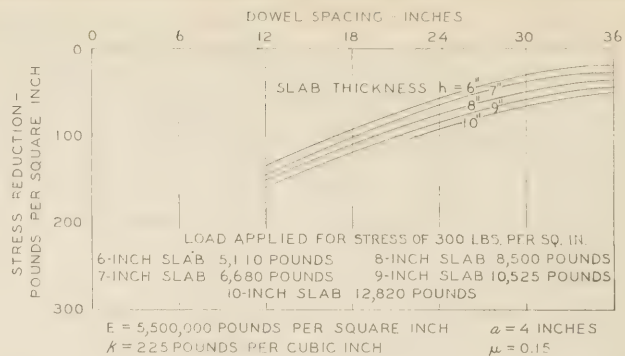 DOWEL SPACING - INCHES
0 6 12 18 24 30 36
0
100
200
300
STRESS REDUCTION-
POUNDS PER SQUARE INCH
SLAB THICKNESS h = 6" 7"
8" 9"
10"
LOAD APPLIED FOR STRESS OF 300 LBS. PER SQ. IN.
6-INCH SLAB 5,110 POUNDS 8-INCH SLAB 8,500 POUNDS
7-INCH SLAB 6,680 POUNDS 9-INCH SLAB 10,525 POUNDS
10-INCH SLAB 12,820 POUNDS
E = 5,500,000 POUNDS PER SQUARE INCH a = 4 INCHES
K = 225 POUNDS PER CUBIC INCH μ = 0.15